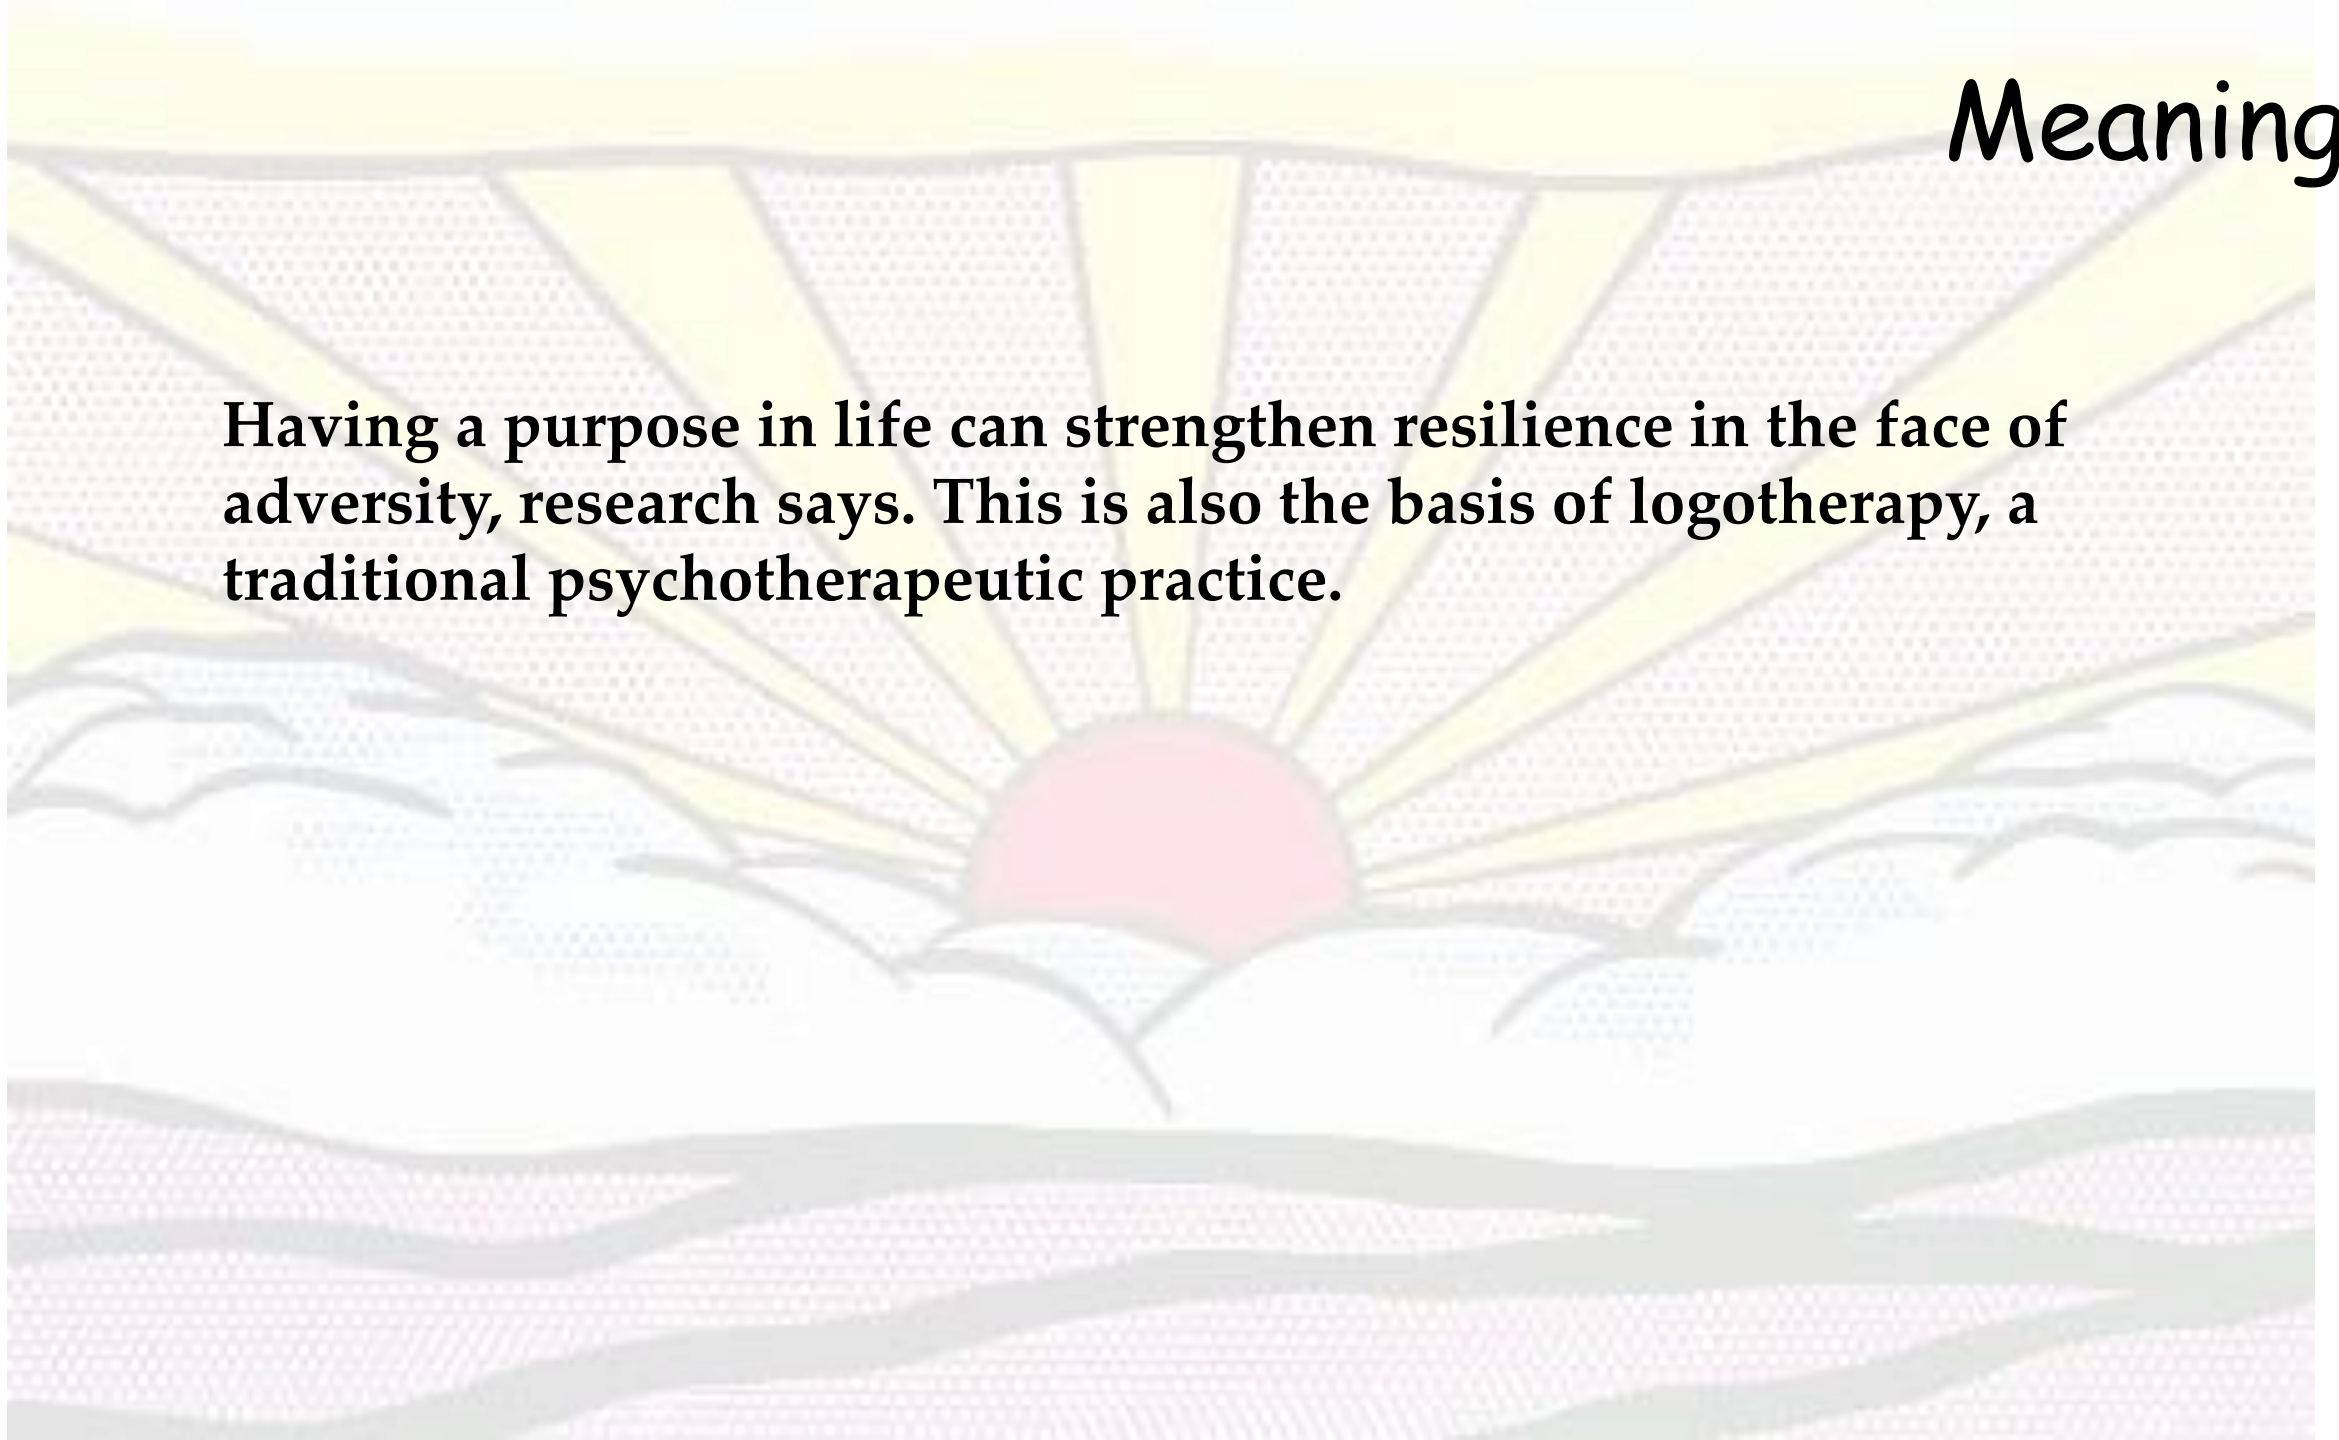 Meaning
Having a purpose in life can strengthen resilience in the face of
adversity, research says. This is also the basis of logotherapy, a
traditional psychotherapeutic practice.